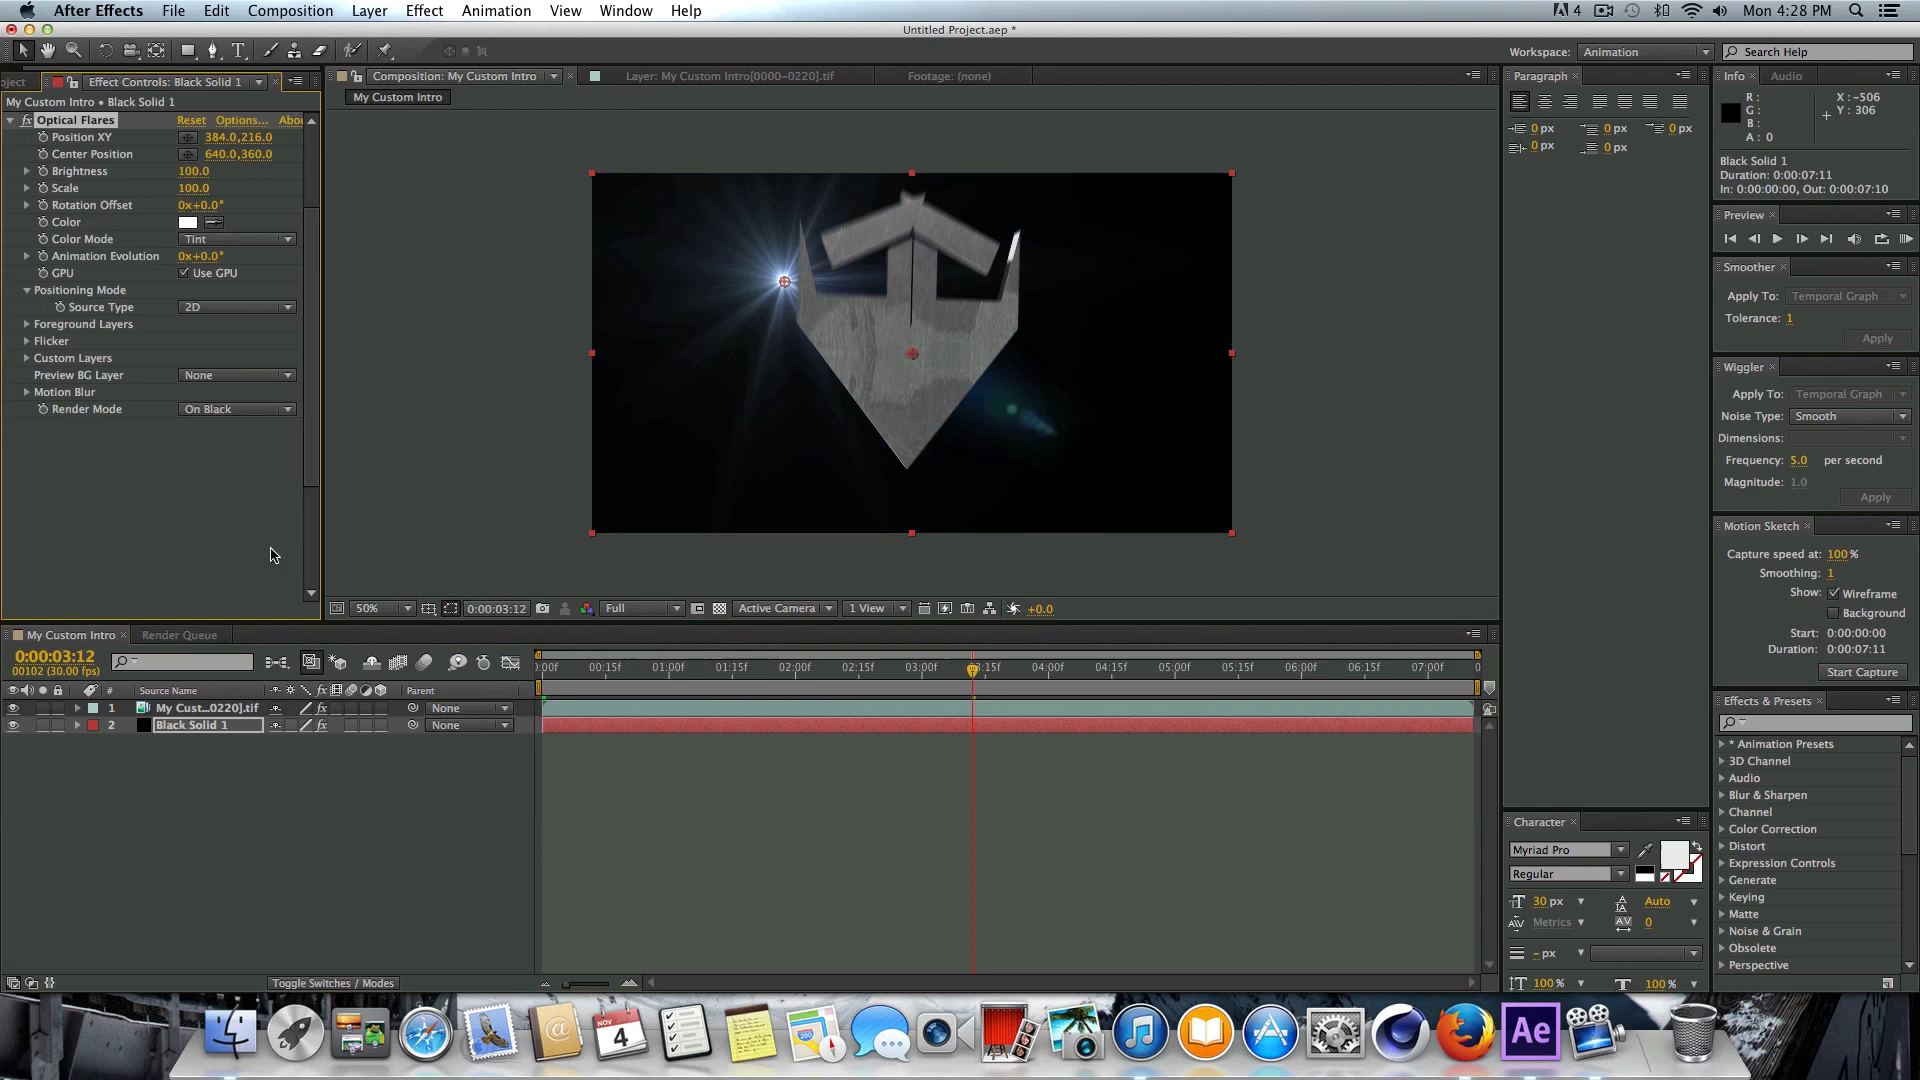 After Effects File Edit Composition Layer Effect Animation View Window Help 4 Mon 4:28 PM
Untitled Project.aep *
Workspace: Animation Search Help
oject Effect Controls: Black Solid 1
My Custom Intro • Black Solid 1
Optical Flares Reset Options... Abou
Position XY 384.0,216.0
Center Position 640.0,360.0
Brightness 100.0
Scale 100.0
Rotation Offset 0x+0.0°
Color
Color Mode Tint
Animation Evolution 0x+0.0°
GPU Use GPU
Positioning Mode
Source Type 2D
Foreground Layers
Flicker
Custom Layers
Preview BG Layer None
Motion Blur
Render Mode On Black
Composition: My Custom Intro Layer: My Custom Intro[0000-0220].tif Footage: (none)
My Custom Intro
50% 0:00:03:12 Full Active Camera 1 View +0.0
Paragraph
0 px 0 px 0 px
0 px 0 px
Info Audio
R : X : -506
G : Y : 306
B :
A : 0
Black Solid 1
Duration: 0:00:07:11
In: 0:00:00:00, Out: 0:00:07:10
Preview
Smoother
Apply To: Temporal Graph
Tolerance: 1
Apply
Wiggler
Apply To: Temporal Graph
Noise Type: Smooth
Dimensions:
Frequency: 5.0 per second
Magnitude: 1.0
Apply
Motion Sketch
Capture speed at: 100 %
Smoothing: 1
Show: Wireframe
Background
Start: 0:00:00:00
Duration: 0:00:07:11
Start Capture
Effects & Presets
* Animation Presets
3D Channel
Audio
Blur & Sharpen
Channel
Color Correction
Distort
Expression Controls
Generate
Keying
Matte
Noise & Grain
Obsolete
Perspective
Character
Myriad Pro
Regular
30 px Auto
Metrics 0
- px
100 % 100 %
My Custom Intro Render Queue
0:00:03:12
00102 (30.00 fps)
:00f 00:15f 01:00f 01:15f 02:00f 02:15f 03:00f 3:15f 04:00f 04:15f 05:00f 05:15f 06:00f 06:15f 07:00f 0
# Source Name Parent
1 My Cust...0220].tif None
2 Black Solid 1 None
Toggle Switches / Modes
NOV
4
Ae